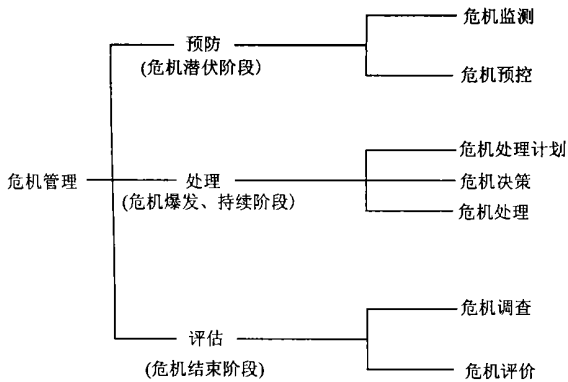 危机管理
预防
(危机潜伏阶段)
危机监测
危机预控
处理
(危机爆发、持续阶段)
危机处理计划
危机决策
危机处理
评估
(危机结束阶段)
危机调查
危机评价